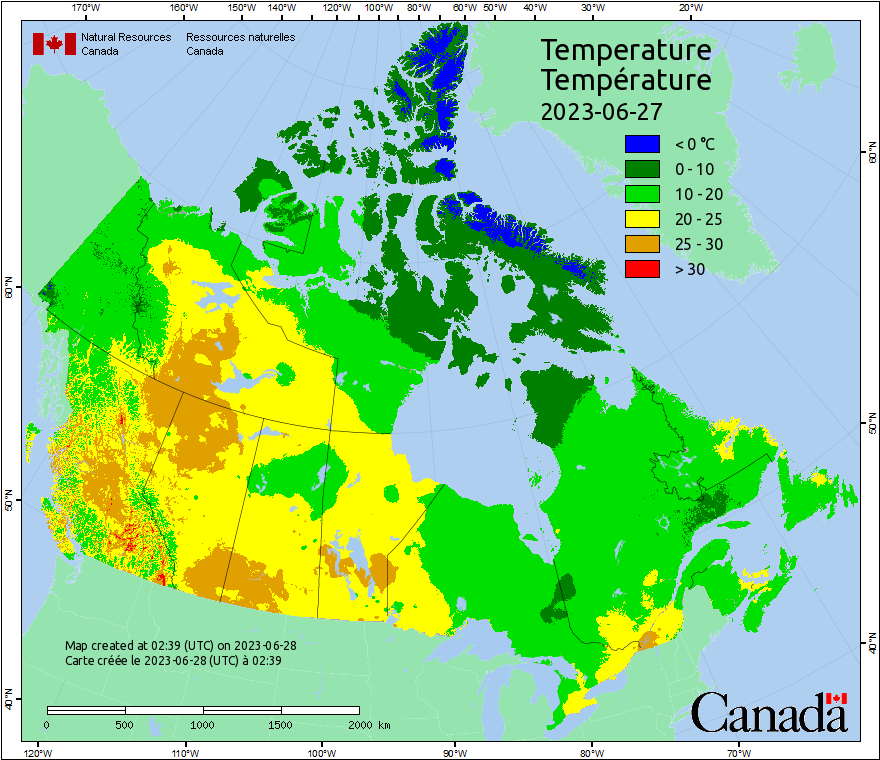 170°W 160°W 150°W 140°W 130°W 120°W 110°W 100°W 90°W 80°W 70°W 60°W 50°W 40°W 30°W 20°W
Natural Resources Canada
Ressources naturelles Canada
Temperature
Température
2023-06-27
< 0 °C
0 - 10
10 - 20
20 - 25
25 - 30
> 30
60°N
60°N
50°N
50°N
40°N
40°N
Map created at 02:39 (UTC) on 2023-06-28
Carte créée le 2023-06-28 (UTC) à 02:39
0 500 1000 1500 2000 km
Canada
120°W 110°W 100°W 90°W 80°W 70°W